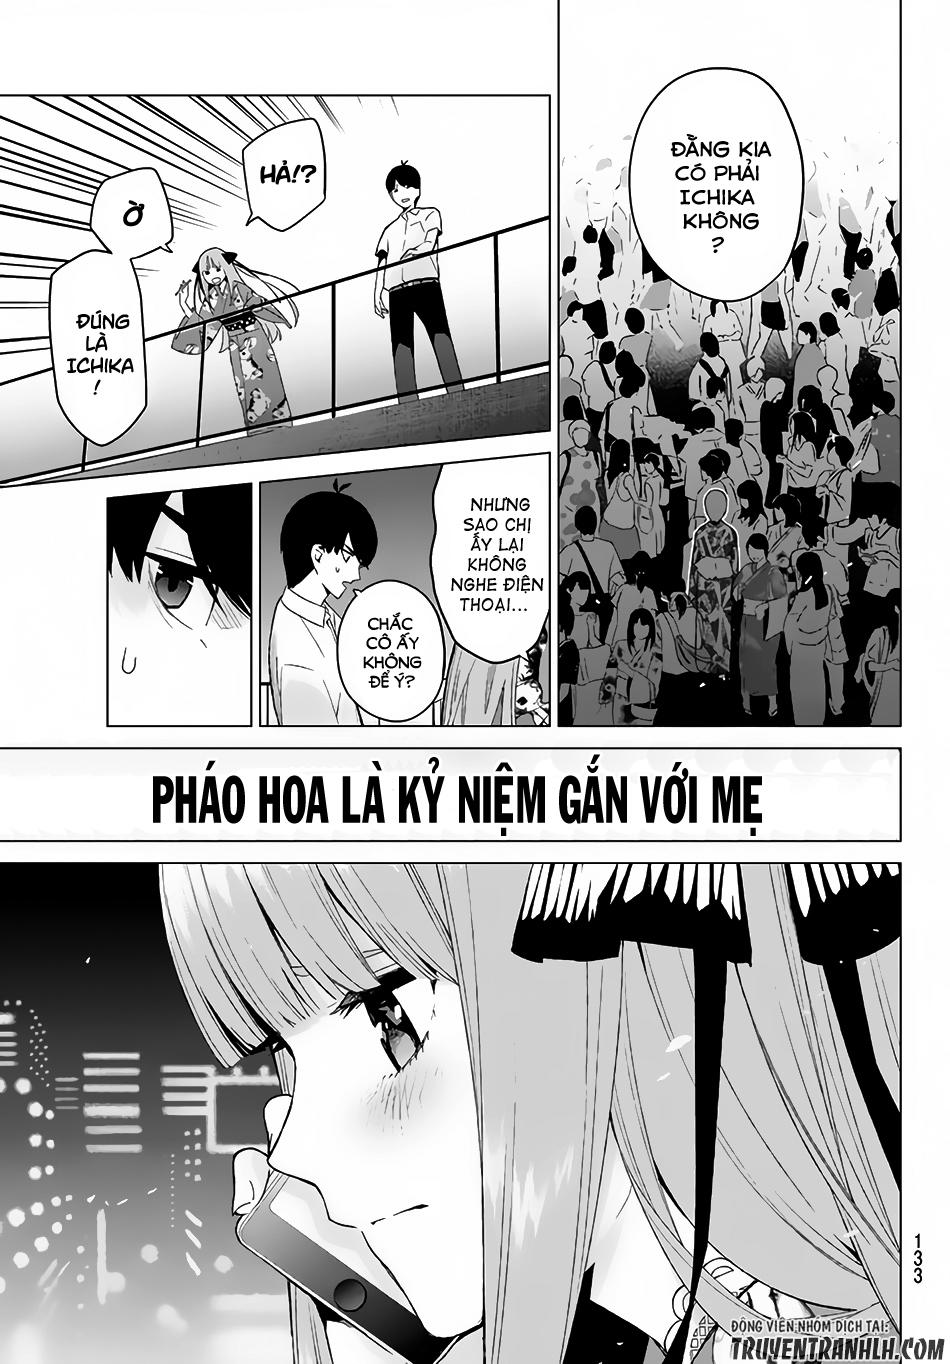 ĐẰNG KIA
CÓ PHẢI
ICHIKA
KHÔNG
?
HẢ!?
Ờ
ĐÚNG
LÀ
ICHIKA
!
NHƯNG
SAO CHỊ
ẤY LẠI
KHÔNG
NGHE ĐIỆN
THOẠI...
CHẮC
CÔ ẤY
KHÔNG
ĐỂ Ý?
PHÁO HOA LÀ KỶ NIỆM GẮN VỚI MẸ
133
ĐỘNG VIÊN NHÓM DỊCH TẠI:
TRUYENTRANHLH.COM